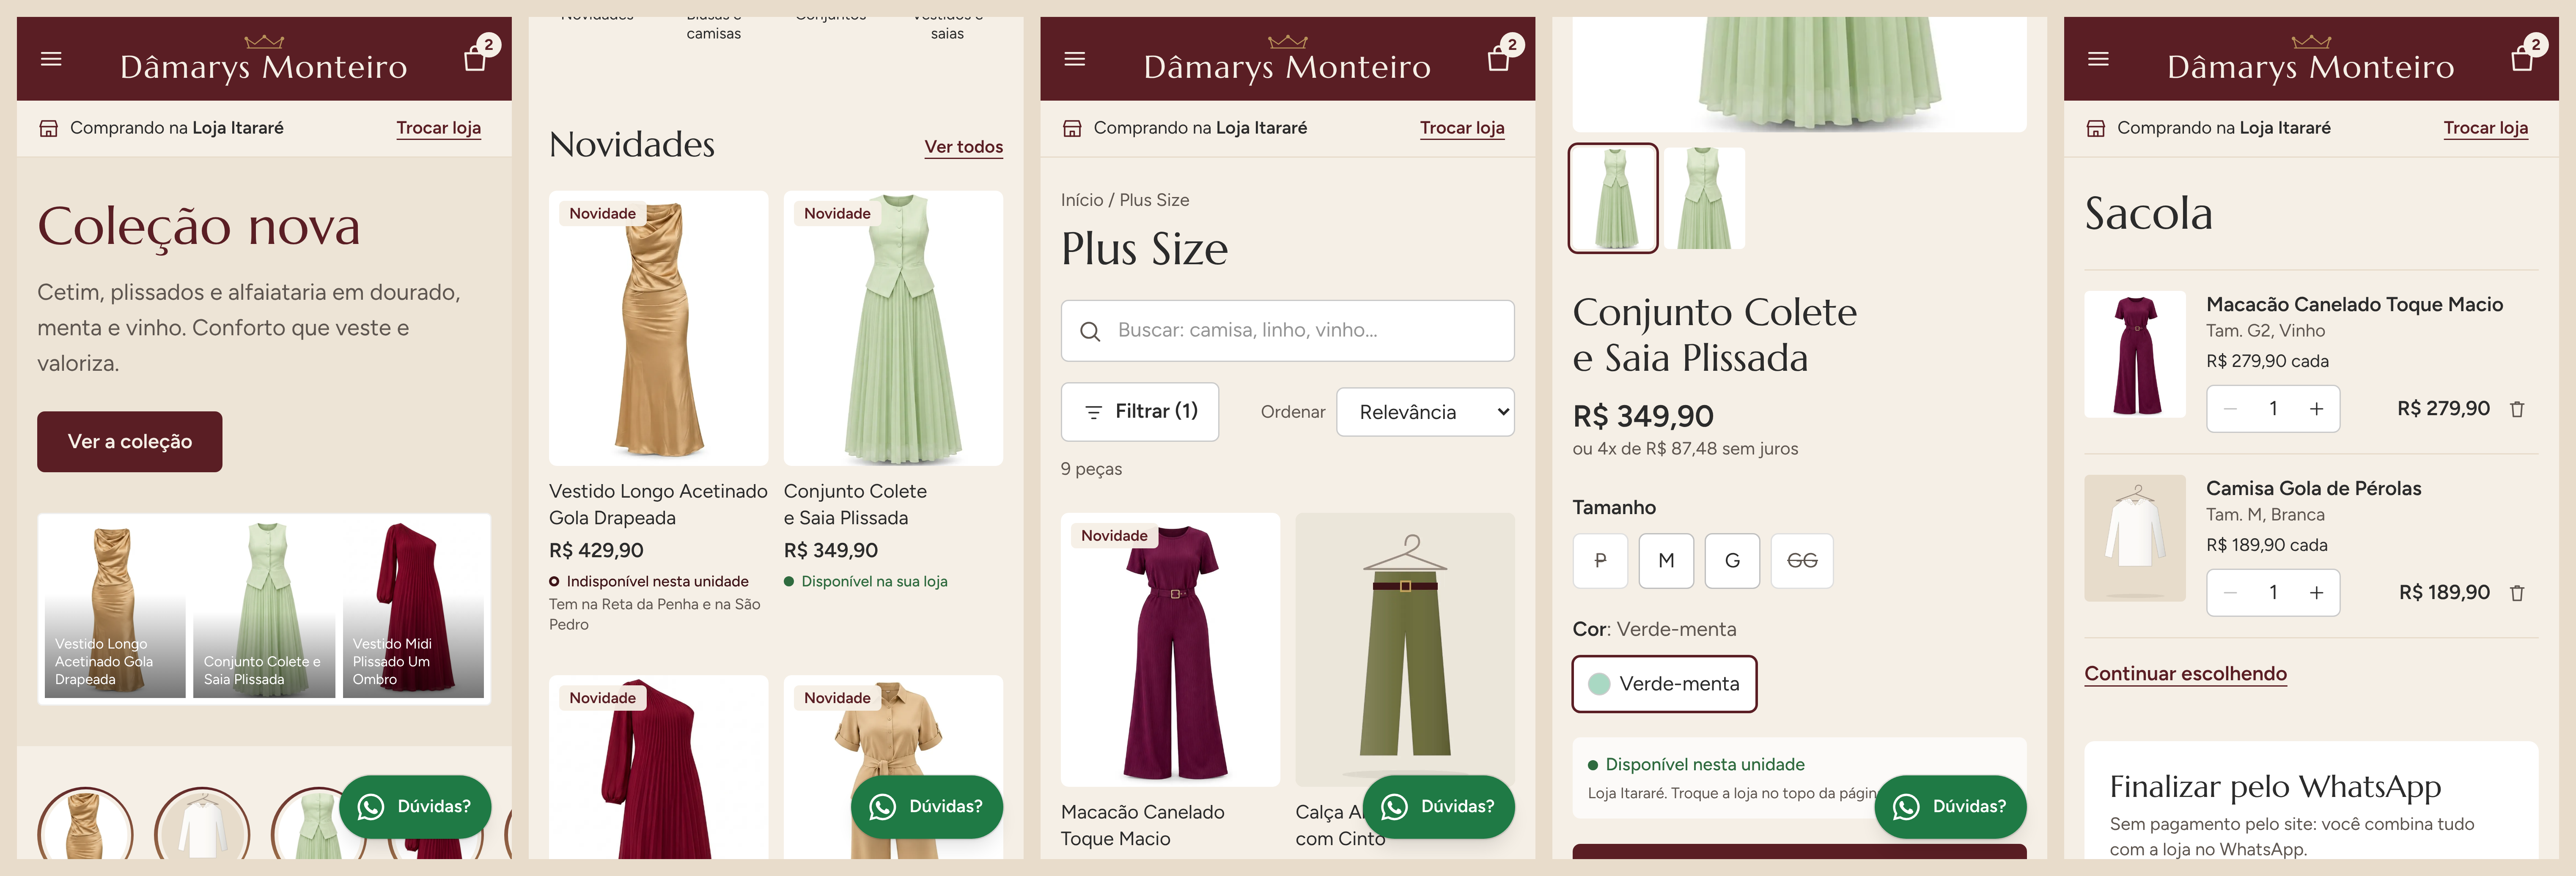 Dâmarys Monteiro
2
Comprando na Loja Itararé
Trocar loja
Coleção nova
Cetim, plissados e alfaiataria em dourado,
menta e vinho. Conforto que veste e
valoriza.
Ver a coleção
Vestido Longo
Acetinado Gola
Drapeada
Conjunto Colete e
Saia Plissada
Vestido Midi
Plissado Um
Ombro
Dúvidas?
Novidades
Blusas e
camisas
Conjuntos
Vestidos e
saias
Novidades
Ver todos
Novidade
Novidade
Vestido Longo Acetinado
Gola Drapeada
R$ 429,90
Indisponível nesta unidade
Tem na Reta da Penha e na São
Pedro
Conjunto Colete
e Saia Plissada
R$ 349,90
Disponível na sua loja
Novidade
Novidade
Dúvidas?
Dâmarys Monteiro
2
Comprando na Loja Itararé
Trocar loja
Início / Plus Size
Plus Size
Buscar: camisa, linho, vinho...
Filtrar (1)
Ordenar
Relevância
9 peças
Novidade
Macacão Canelado
Toque Macio
Calça Al
com Cinto
Dúvidas?
Conjunto Colete
e Saia Plissada
R$ 349,90
ou 4x de R$ 87,48 sem juros
Tamanho
P
M
G
GG
Cor: Verde-menta
Verde-menta
Disponível nesta unidade
Loja Itararé. Troque a loja no topo da págin
Dúvidas?
Dâmarys Monteiro
2
Comprando na Loja Itararé
Trocar loja
Sacola
Macacão Canelado Toque Macio
Tam. G2, Vinho
R$ 279,90 cada
1
R$ 279,90
Camisa Gola de Pérolas
Tam. M, Branca
R$ 189,90 cada
1
R$ 189,90
Continuar escolhendo
Finalizar pelo WhatsApp
Sem pagamento pelo site: você combina tudo
com a loja no WhatsApp.